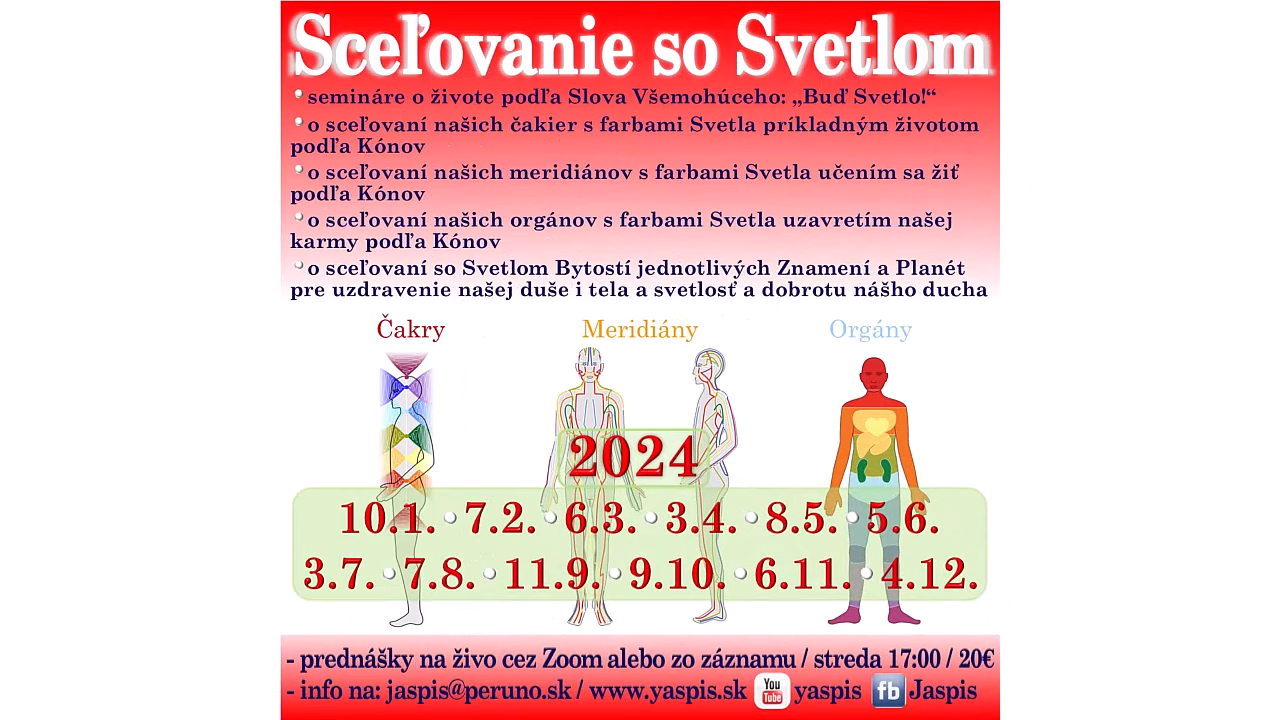 Sceľovanie so Svetlom
semináre o živote podľa Slova Všemohúceho: „Buď Svetlo!“
o sceľovaní našich čakier s farbami Svetla príkladným životom
podľa Kónov
o sceľovaní našich meridiánov s farbami Svetla učením sa žiť
podľa Kónov
o sceľovaní našich orgánov s farbami Svetla uzavretím našej
karmy podľa Kónov
o sceľovaní so Svetlom Bytostí jednotlivých Znamení a Planét
pre uzdravenie našej duše i tela a svetlosť a dobrotu nášho ducha
Čakry Meridiány Orgány
2024
10.1. 7.2. 6.3. 3.4. 8.5. 5.6.
3.7. 7.8. 11.9. 9.10. 6.11. 4.12.
- prednášky na živo cez Zoom alebo zo záznamu / streda 17:00 / 20€
- info na: jaspis@peruno.sk / www.yaspis.sk You Tube yaspis fb Jaspis